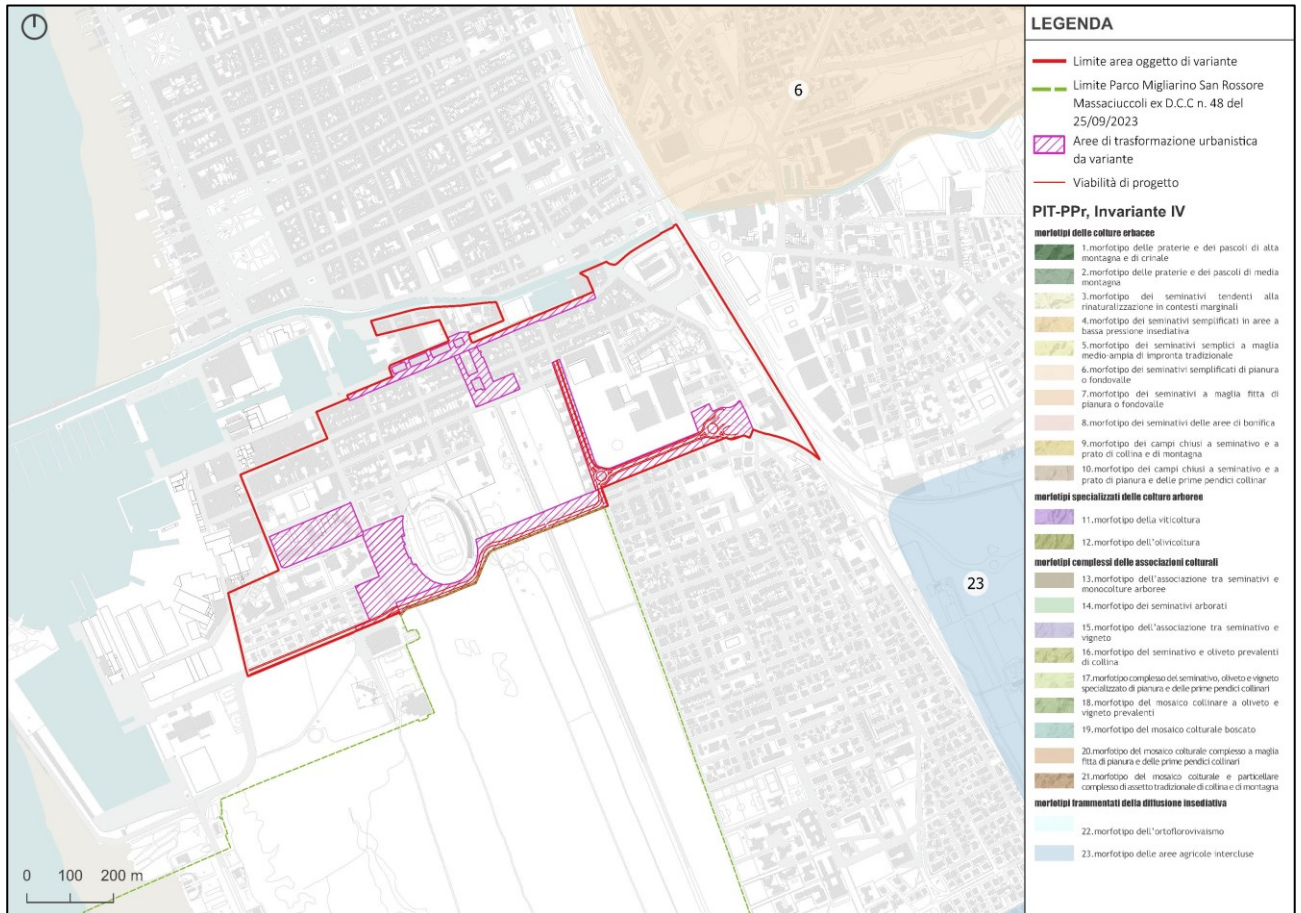 6
23
0 100 200 m
LEGENDA
Limite area oggetto di variante
Limite Parco Migliarino San Rossore
Massaciuccoli ex D.C.C n. 48 del
25/09/2023
Aree di trasformazione urbanistica
da variante
Viabilità di progetto
PIT-PPr, Invariante IV
morfotipi delle colture erbacee
1.morfotipo delle praterie e dei pascoli di alta
montagna e di crinale
2.morfotipo delle praterie e dei pascoli di media
montagna
3.morfotipo dei seminativi tendenti alla
rinaturalizzazione in contesti marginali
4.morfotipo dei seminativi semplificati in aree a
bassa pressione insediativa
5.morfotipo dei seminativi semplici a maglia
medio-ampia di impronta tradizionale
6.morfotipo dei seminativi semplificati di pianura
o fondovalle
7.morfotipo dei seminativi a maglia fitta di
pianura o fondovalle
8.morfotipo dei seminativi delle aree di bonifica
9.morfotipo dei campi chiusi a seminativo e a
prato di collina e di montagna
10.morfotipo dei campi chiusi a seminativo e a
prato di pianura e delle prime pendici collinar
morfotipi specializzati delle colture arboree
11.morfotipo della viticoltura
12.morfotipo dell'olivicoltura
morfotipi complessi delle associazioni colturali
13.morfotipo dell'associazione tra seminativi e
monocolture arboree
14.morfotipo dei seminativi arborati
15.morfotipo dell'associazione tra seminativo e
vigneto
16.morfotipo del seminativo e oliveto prevalenti
di collina
17.morfotipo complesso del seminativo, oliveto e vigneto
specializzato di pianura e delle prime pendici collinari
18.morfotipo del mosaico collinare a oliveto e
vigneto prevalenti
19.morfotipo del mosaico colturale boscato
20.morfotipo del mosaico colturale complesso a maglia
fitta di pianura e delle prime pendici collinari
21.morfotipo del mosaico colturale e particellare
complesso di assetto tradizionale di collina e di montagna
morfotipi frammentati della diffusione insediativa
22.morfotipo dell'ortoflorovivaismo
23.morfotipo delle aree agricole intercluse